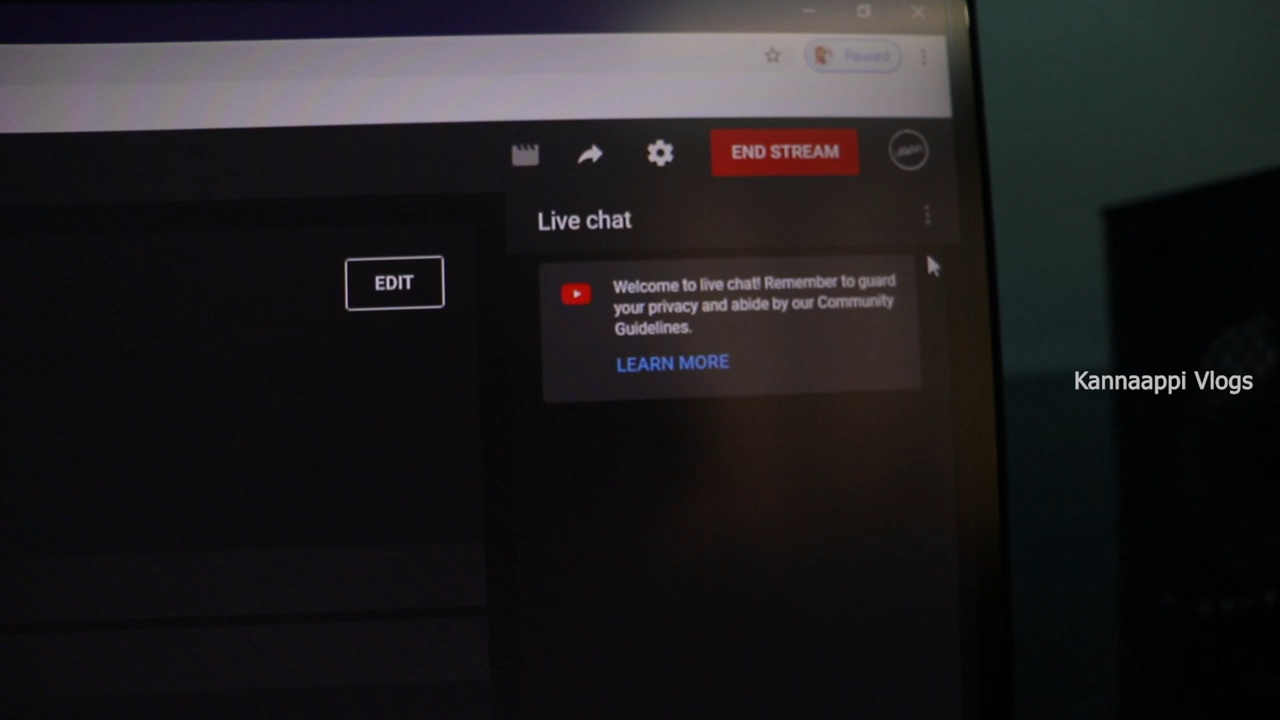 Paused
END STREAM
Live chat
EDIT
Welcome to live chat! Remember to guard
your privacy and abide by our Community
Guidelines.
LEARN MORE
Kannaappi Vlogs